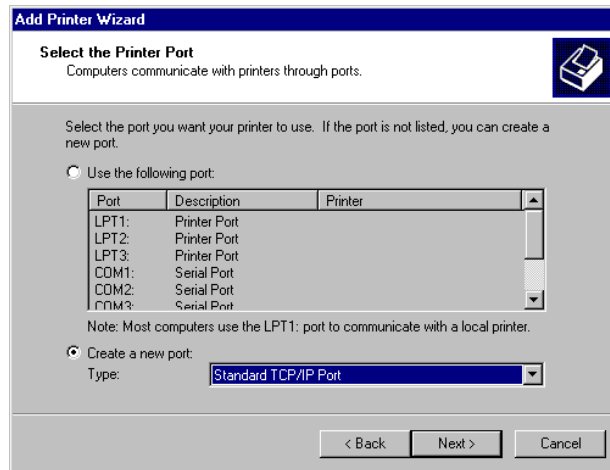 Add Printer Wizard
Select the Printer Port
Computers communicate with printers through ports.
Select the port you want your printer to use. If the port is not listed, you can create a
new port.
Use the following port:
Port Description Printer
LPT1: Printer Port
LPT2: Printer Port
LPT3: Printer Port
COM1: Serial Port
COM2: Serial Port
COM3: Serial Port
Note: Most computers use the LPT1: port to communicate with a local printer.
Create a new port:
Type: Standard TCP/IP Port
< Back Next > Cancel